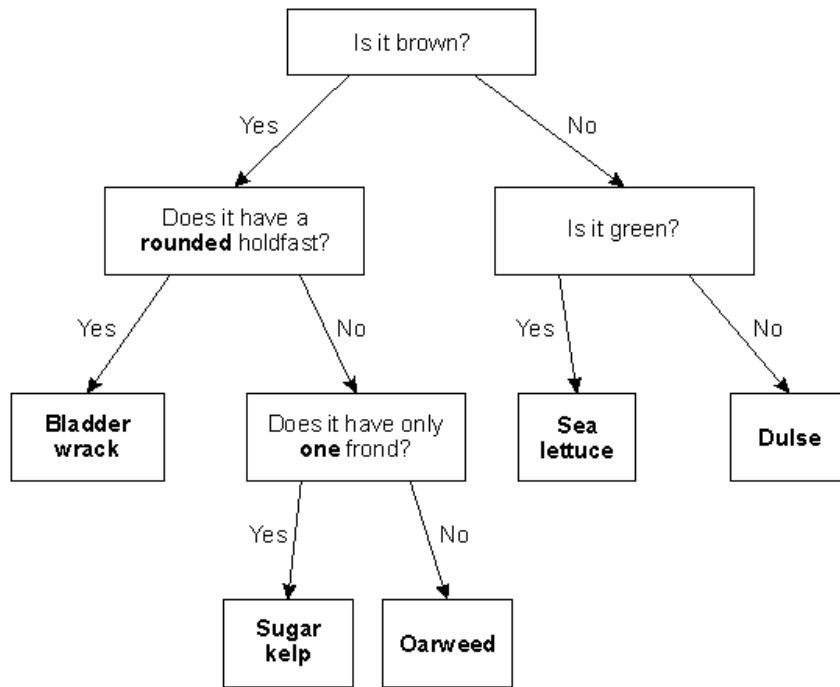 Is it brown?
Yes
No
Does it have a
rounded holdfast?
Is it green?
Yes
No
Yes
No
Bladder
wrack
Does it have only
one frond?
Sea
lettuce
Dulse
Yes
No
Sugar
kelp
Oarweed